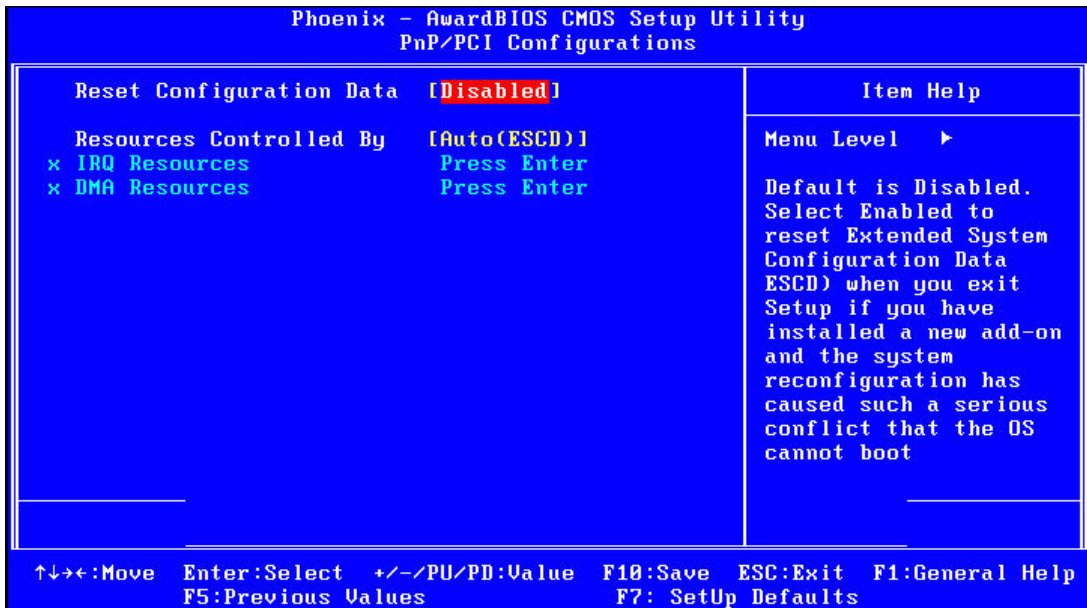 Phoenix - AwardBIOS CMOS Setup Utility
PnP/PCI Configurations
Reset Configuration Data [Disabled]
Resources Controlled By [Auto(ESCD)]
x IRQ Resources Press Enter
x DMA Resources Press Enter
Item Help
Menu Level ►
Default is Disabled.
Select Enabled to
reset Extended System
Configuration Data
ESCD) when you exit
Setup if you have
installed a new add-on
and the system
reconfiguration has
caused such a serious
conflict that the OS
cannot boot
↑↓→←:Move Enter:Select +/-/PU/PD:Value F10:Save ESC:Exit F1:General Help
F5:Previous Values F7: SetUp Defaults